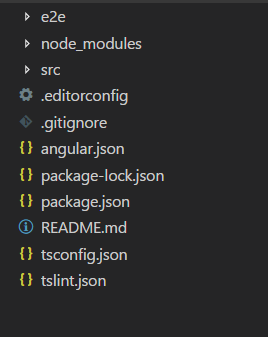 e2e
node_modules
src
.editorconfig
.gitignore
angular.json
package-lock.json
package.json
README.md
tsconfig.json
tslint.json